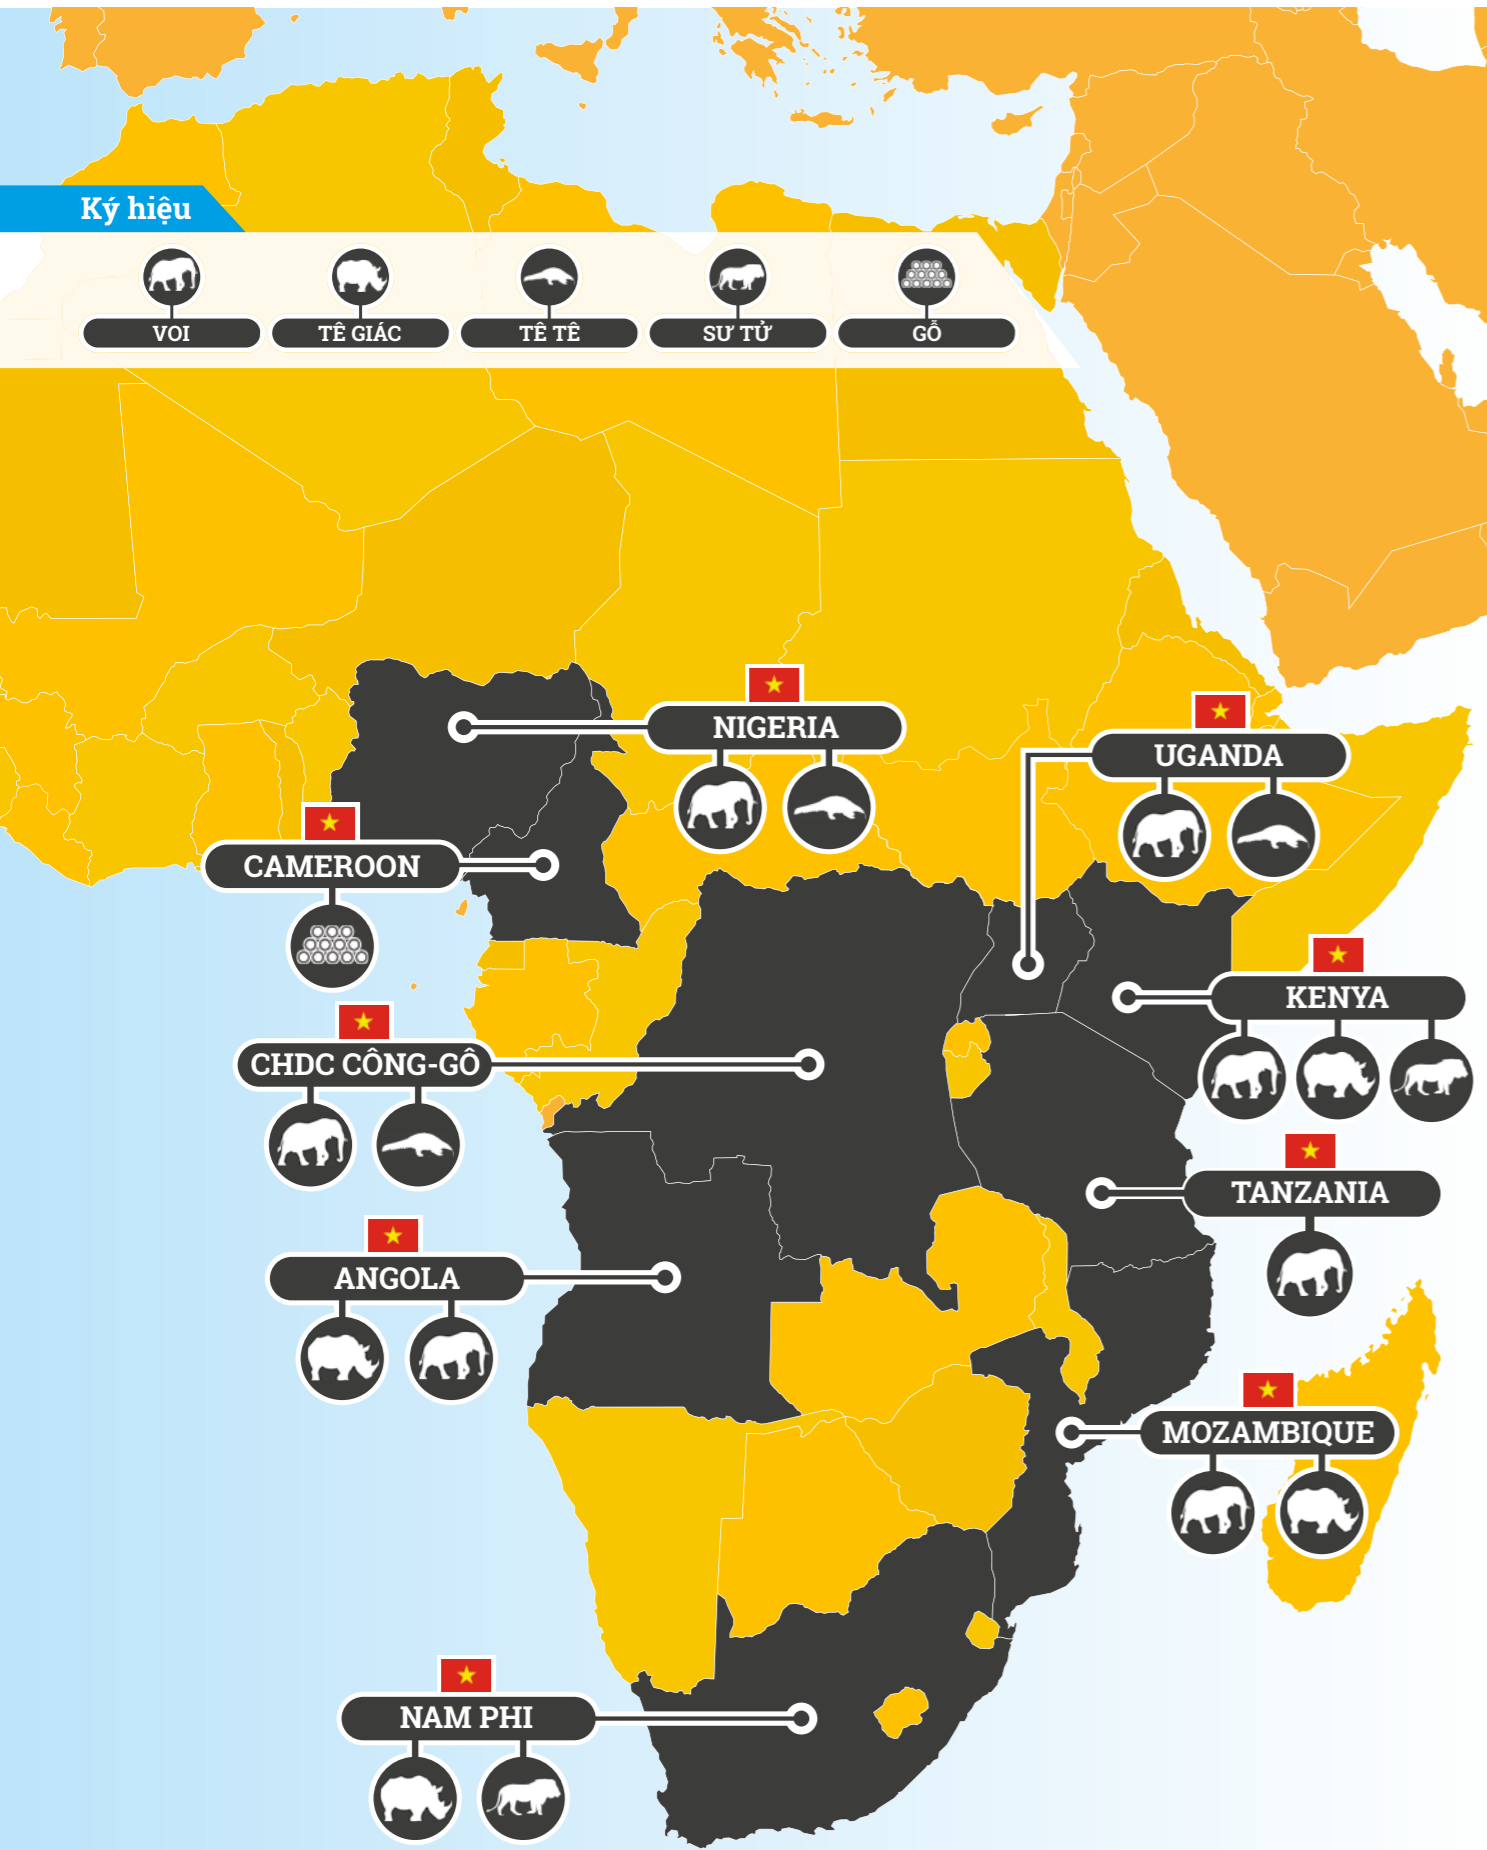 Ký hiệu
VOI
TÊ GIÁC
TÊ TÊ
SƯ TỬ
GỖ
NIGERIA
UGANDA
CAMEROON
KENYA
CHDC CÔNG-GÔ
TANZANIA
ANGOLA
MOZAMBIQUE
NAM PHI